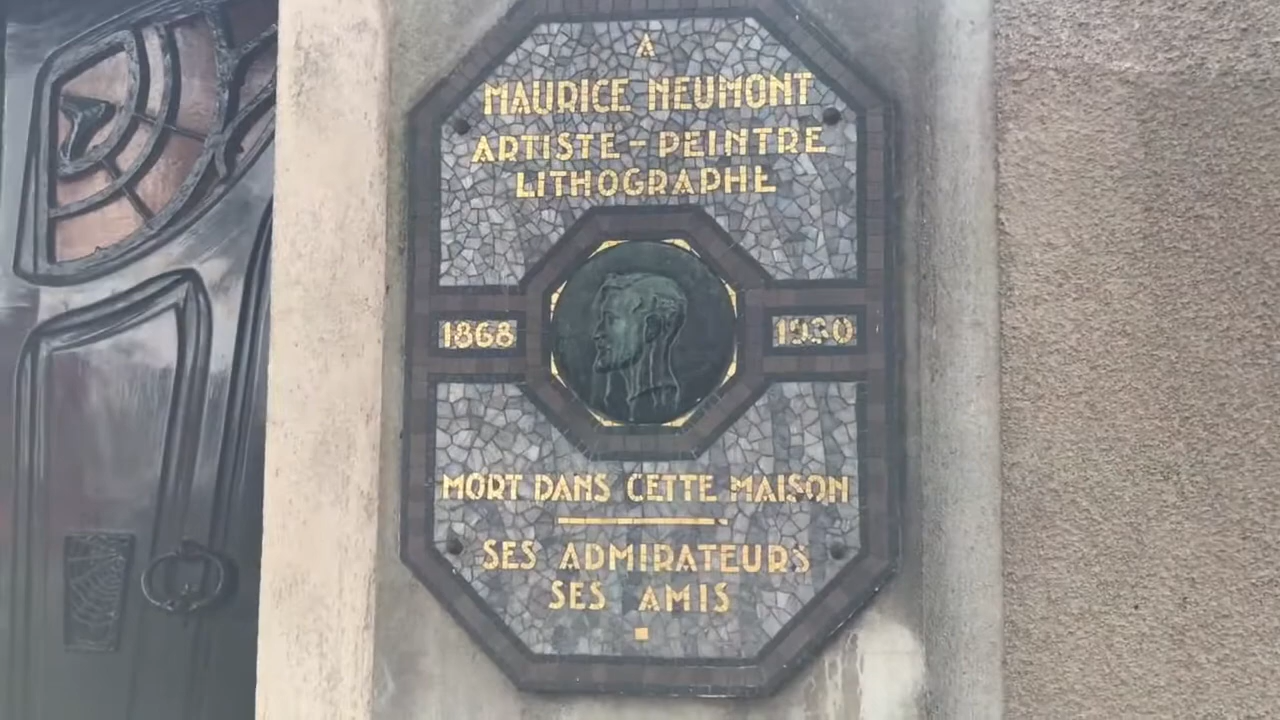 A
MAURICE NEUMONT
ARTISTE-PEINTRE
LITHOGRAPHE
1868 1930
MORT DANS CETTE MAISON
SES ADMIRATEURS
SES AMIS